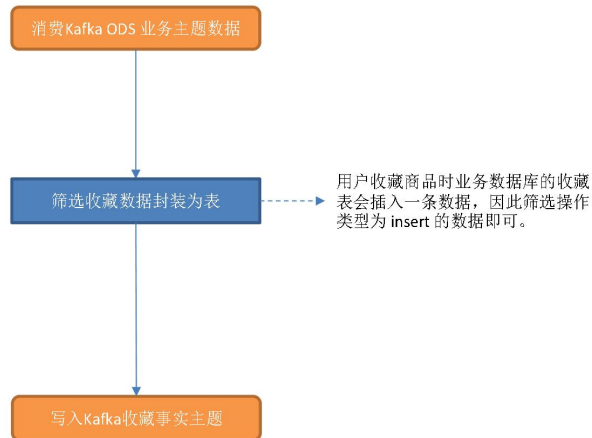 消费Kafka ODS 业务主题数据
筛选收藏数据封装为表
用户收藏商品时业务数据库的收藏
表会插入一条数据，因此筛选操作
类型为 insert 的数据即可。
写入Kafka收藏事实主题